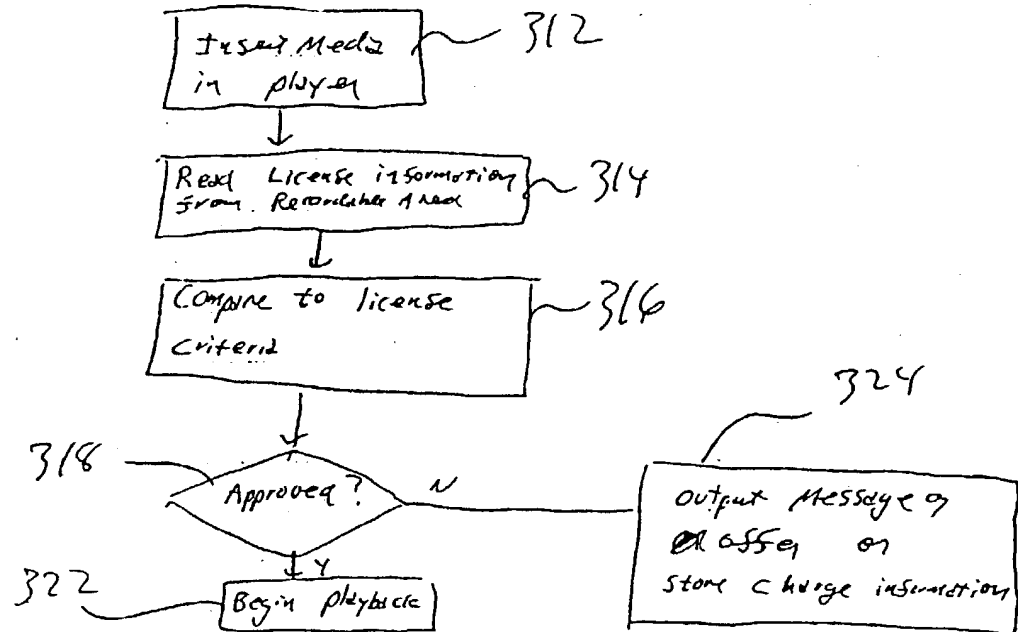 Insert Media
in player
312
Read License information
from Recordable Area
314
Compare to license
criteria
316
318
Approved?
N
Y
322
Begin playback
324
output Message or
offer or
store Charge information